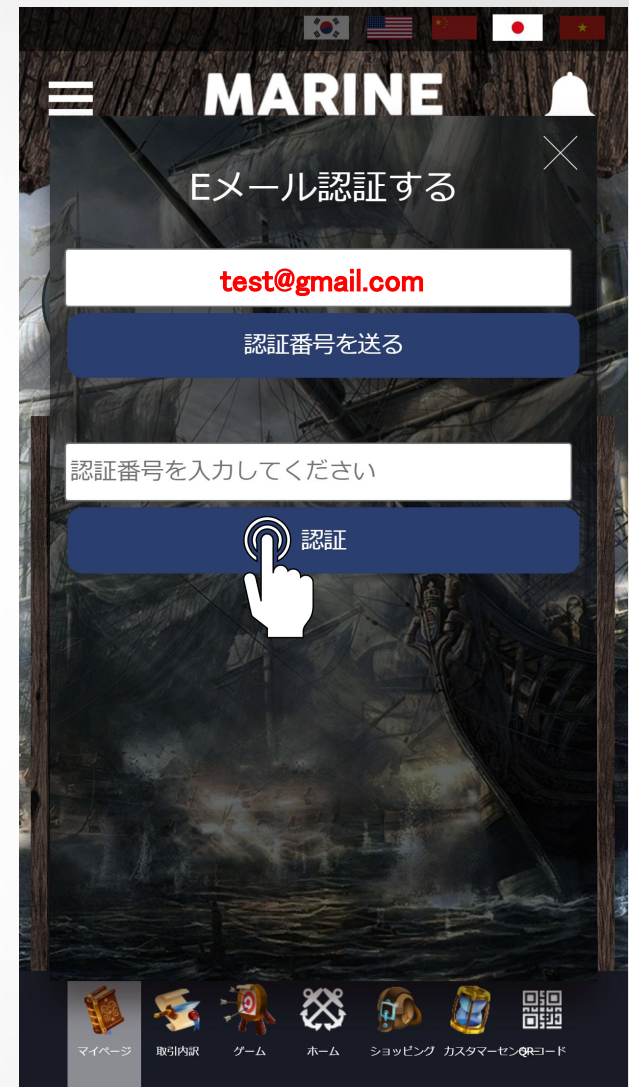 MARINE
Eメール認証する
test@gmail.com
認証番号を送る
認証番号を入力してください
認証
マイページ
取引内訳
ゲーム
ホーム
ショッピング
カスタマーセン
QRコード